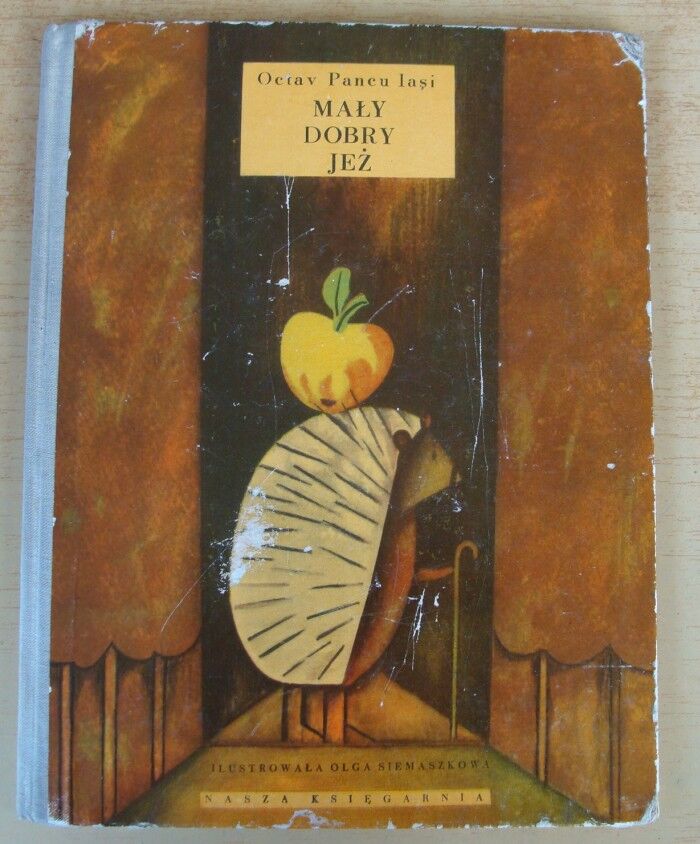 Octav Pancu Iaşi
MAŁY
DOBRY
JEŻ
ILUSTROWAŁA OLGA SIEMASZKOWA
NASZA KSIĘGARNIA